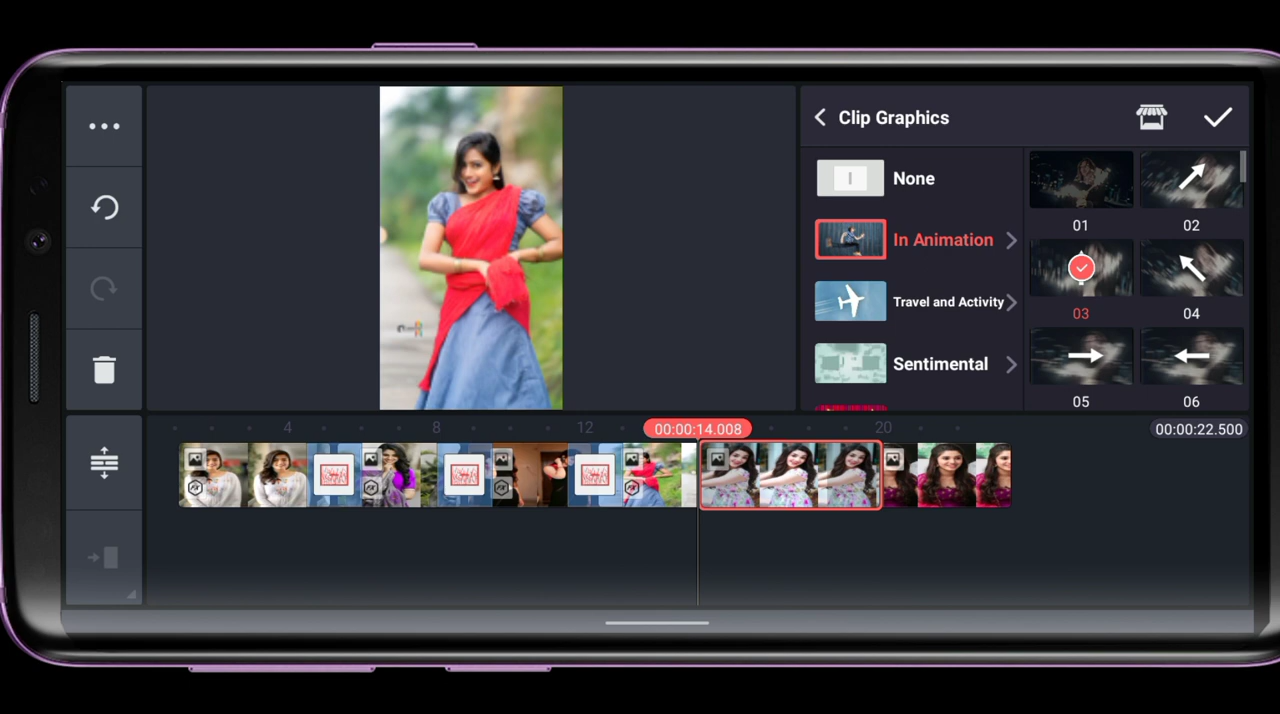 Clip Graphics
None
In Animation
Travel and Activity
Sentimental
01
02
03
04
05
06
4
8
12
00:00:14.008
20
00:00:22.500